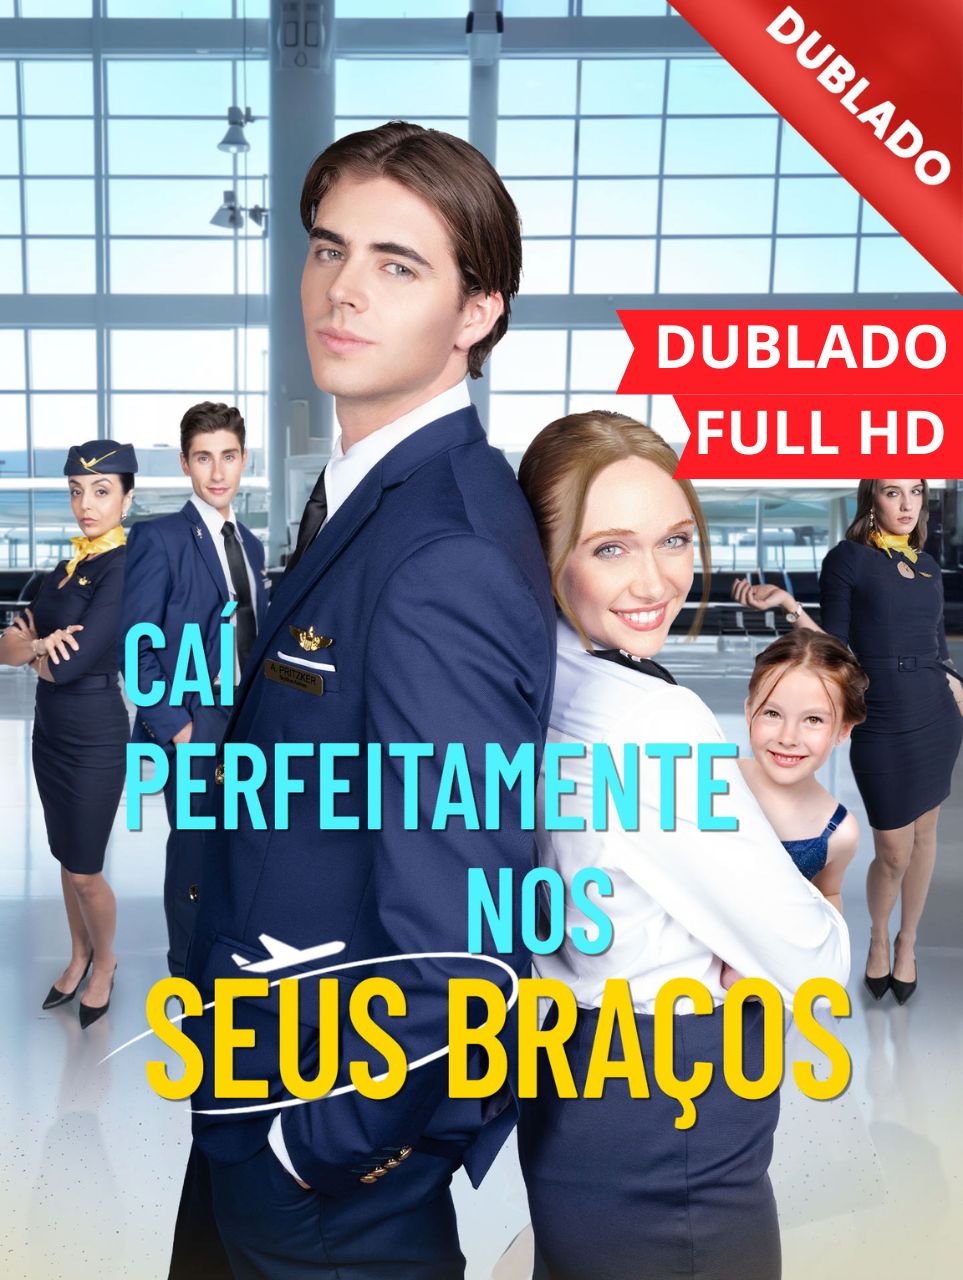 DUBLADO
DUBLADO
FULL HD
A. PRITZKER
CAÍ
PERFEITAMENTE
NOS
SEUS BRAÇOS